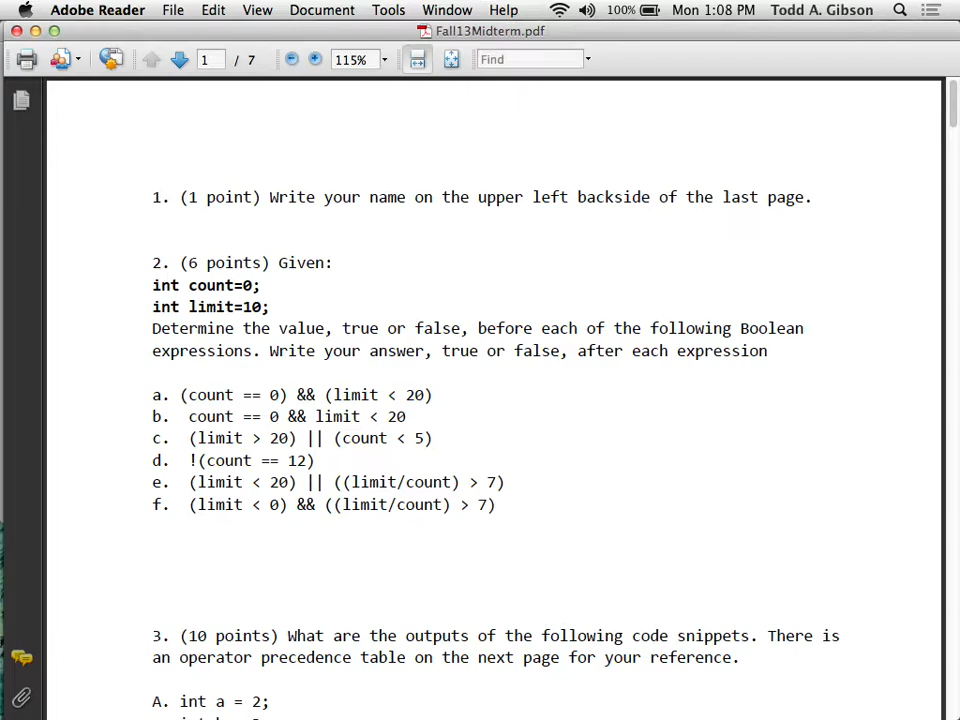 Adobe Reader File Edit View Document Tools Window Help 100% Mon 1:08 PM Todd A. Gibson
Fall13Midterm.pdf
1 / 7 115% Find
1. (1 point) Write your name on the upper left backside of the last page.
2. (6 points) Given:
int count=0;
int limit=10;
Determine the value, true or false, before each of the following Boolean
expressions. Write your answer, true or false, after each expression
a. (count == 0) && (limit < 20)
b. count == 0 && limit < 20
c. (limit > 20) || (count < 5)
d. !(count == 12)
e. (limit < 20) || ((limit/count) > 7)
f. (limit < 0) && ((limit/count) > 7)
3. (10 points) What are the outputs of the following code snippets. There is
an operator precedence table on the next page for your reference.
A. int a = 2;